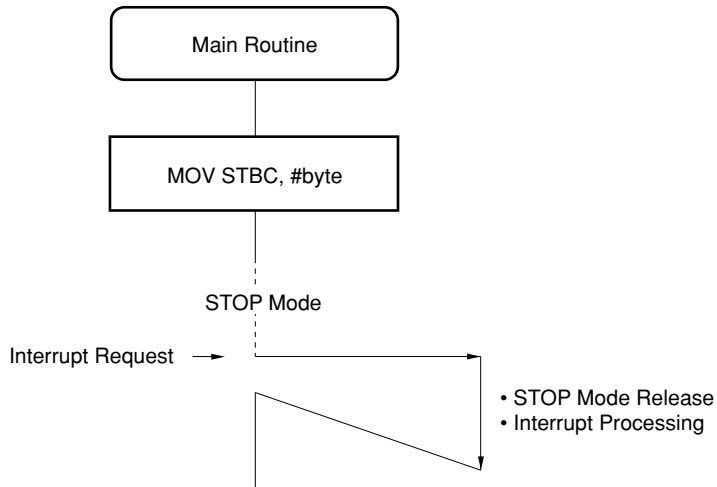 Main Routine
MOV STBC, #byte
STOP Mode
Interrupt Request
• STOP Mode Release
• Interrupt Processing